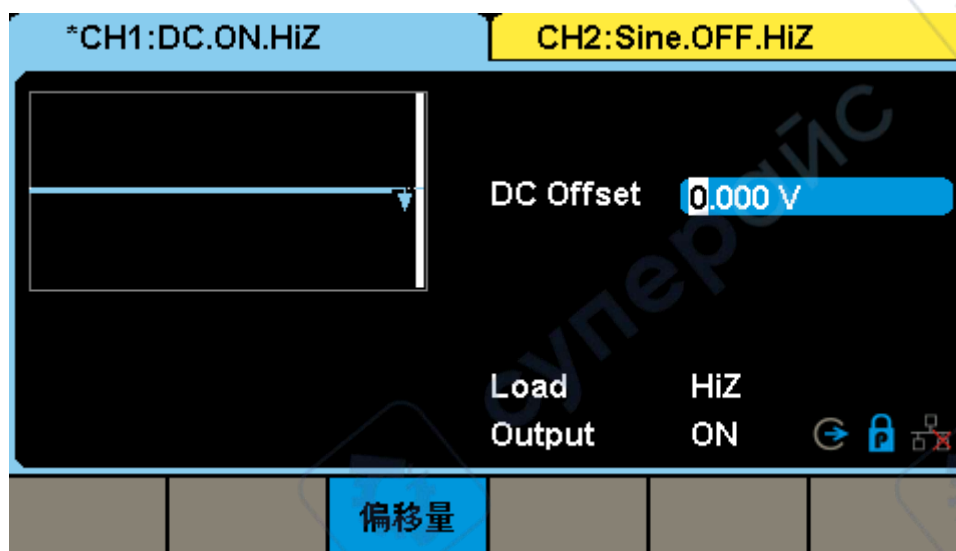 *CH1:DC.ON.HiZ
CH2:Sine.OFF.HiZ
DC Offset 0.000 V
Load HiZ
Output ON
偏移量
суперайс